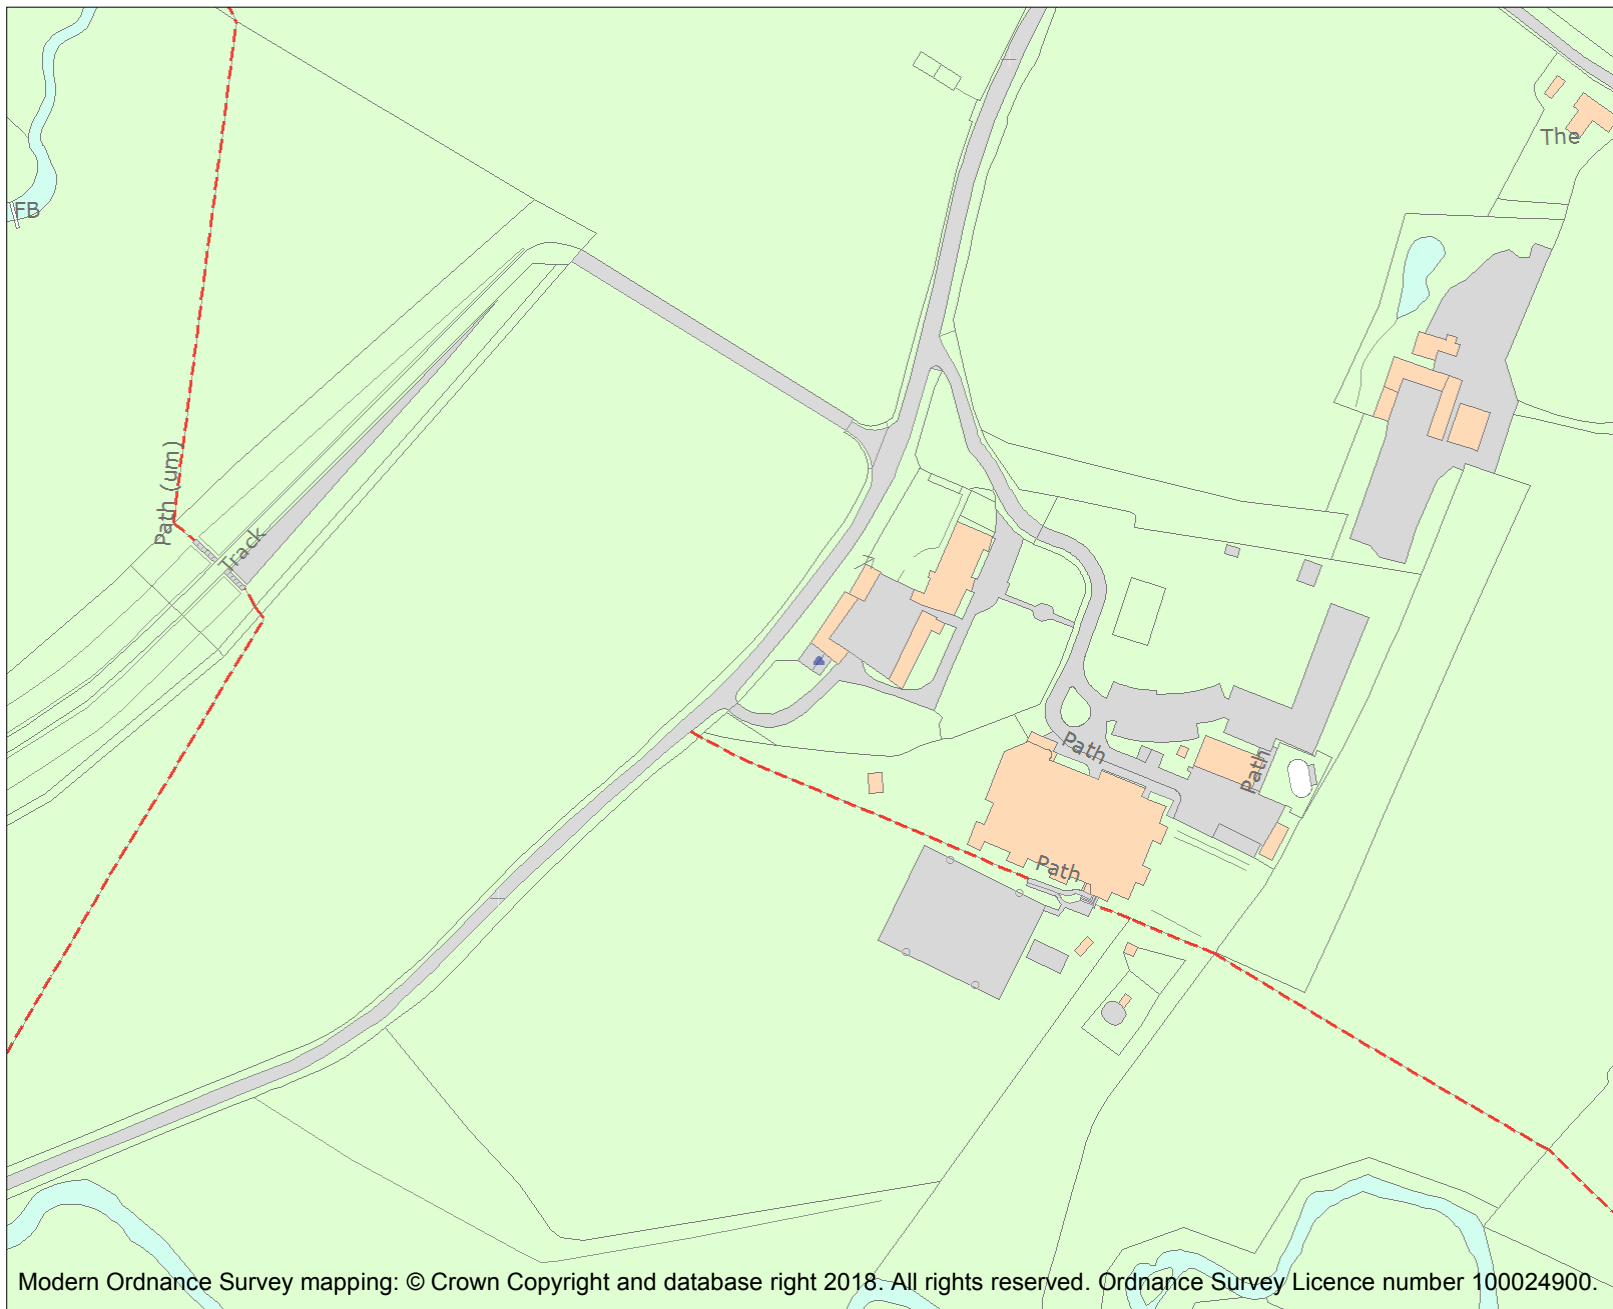 The
FB
Path (um)
Track
Path
Path
Path
Modern Ordnance Survey mapping: © Crown Copyright and database right 2018. All rights reserved. Ordnance Survey Licence number 100024900.